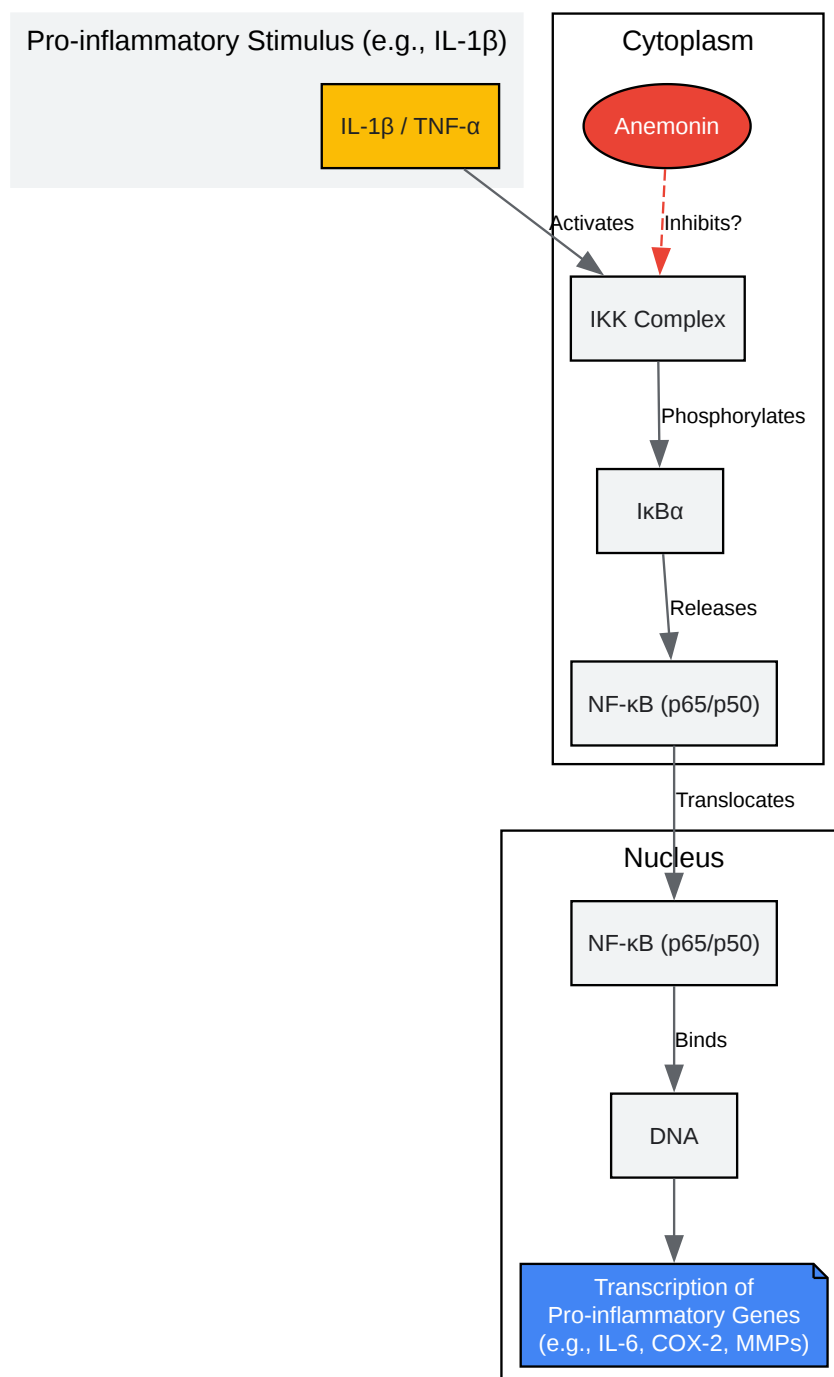 Pro-inflammatory Stimulus (e.g., IL-1β)
Cytoplasm
IL-1β / TNF-α
Anemonin
Activates
Inhibits?
IKK Complex
Phosphorylates
IκBα
Releases
NF-κB (p65/p50)
Translocates
Nucleus
NF-κB (p65/p50)
Binds
DNA
Transcription of
Pro-inflammatory Genes
(e.g., IL-6, COX-2, MMPs)